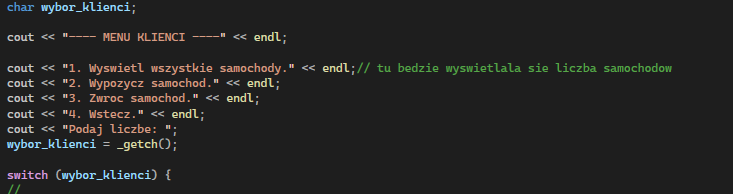 char wybor_klienci;
cout << "---- MENU KLIENCI ----" << endl;
cout << "1. Wyswietl wszystkie samochody." << endl;// tu bedzie wyswietlala sie liczba samochodow
cout << "2. Wypozycz samochod." << endl;
cout << "3. Zwroc samochod." << endl;
cout << "4. Wstecz." << endl;
cout << "Podaj liczbe: ";
wybor_klienci = _getch();
switch (wybor_klienci) {
//